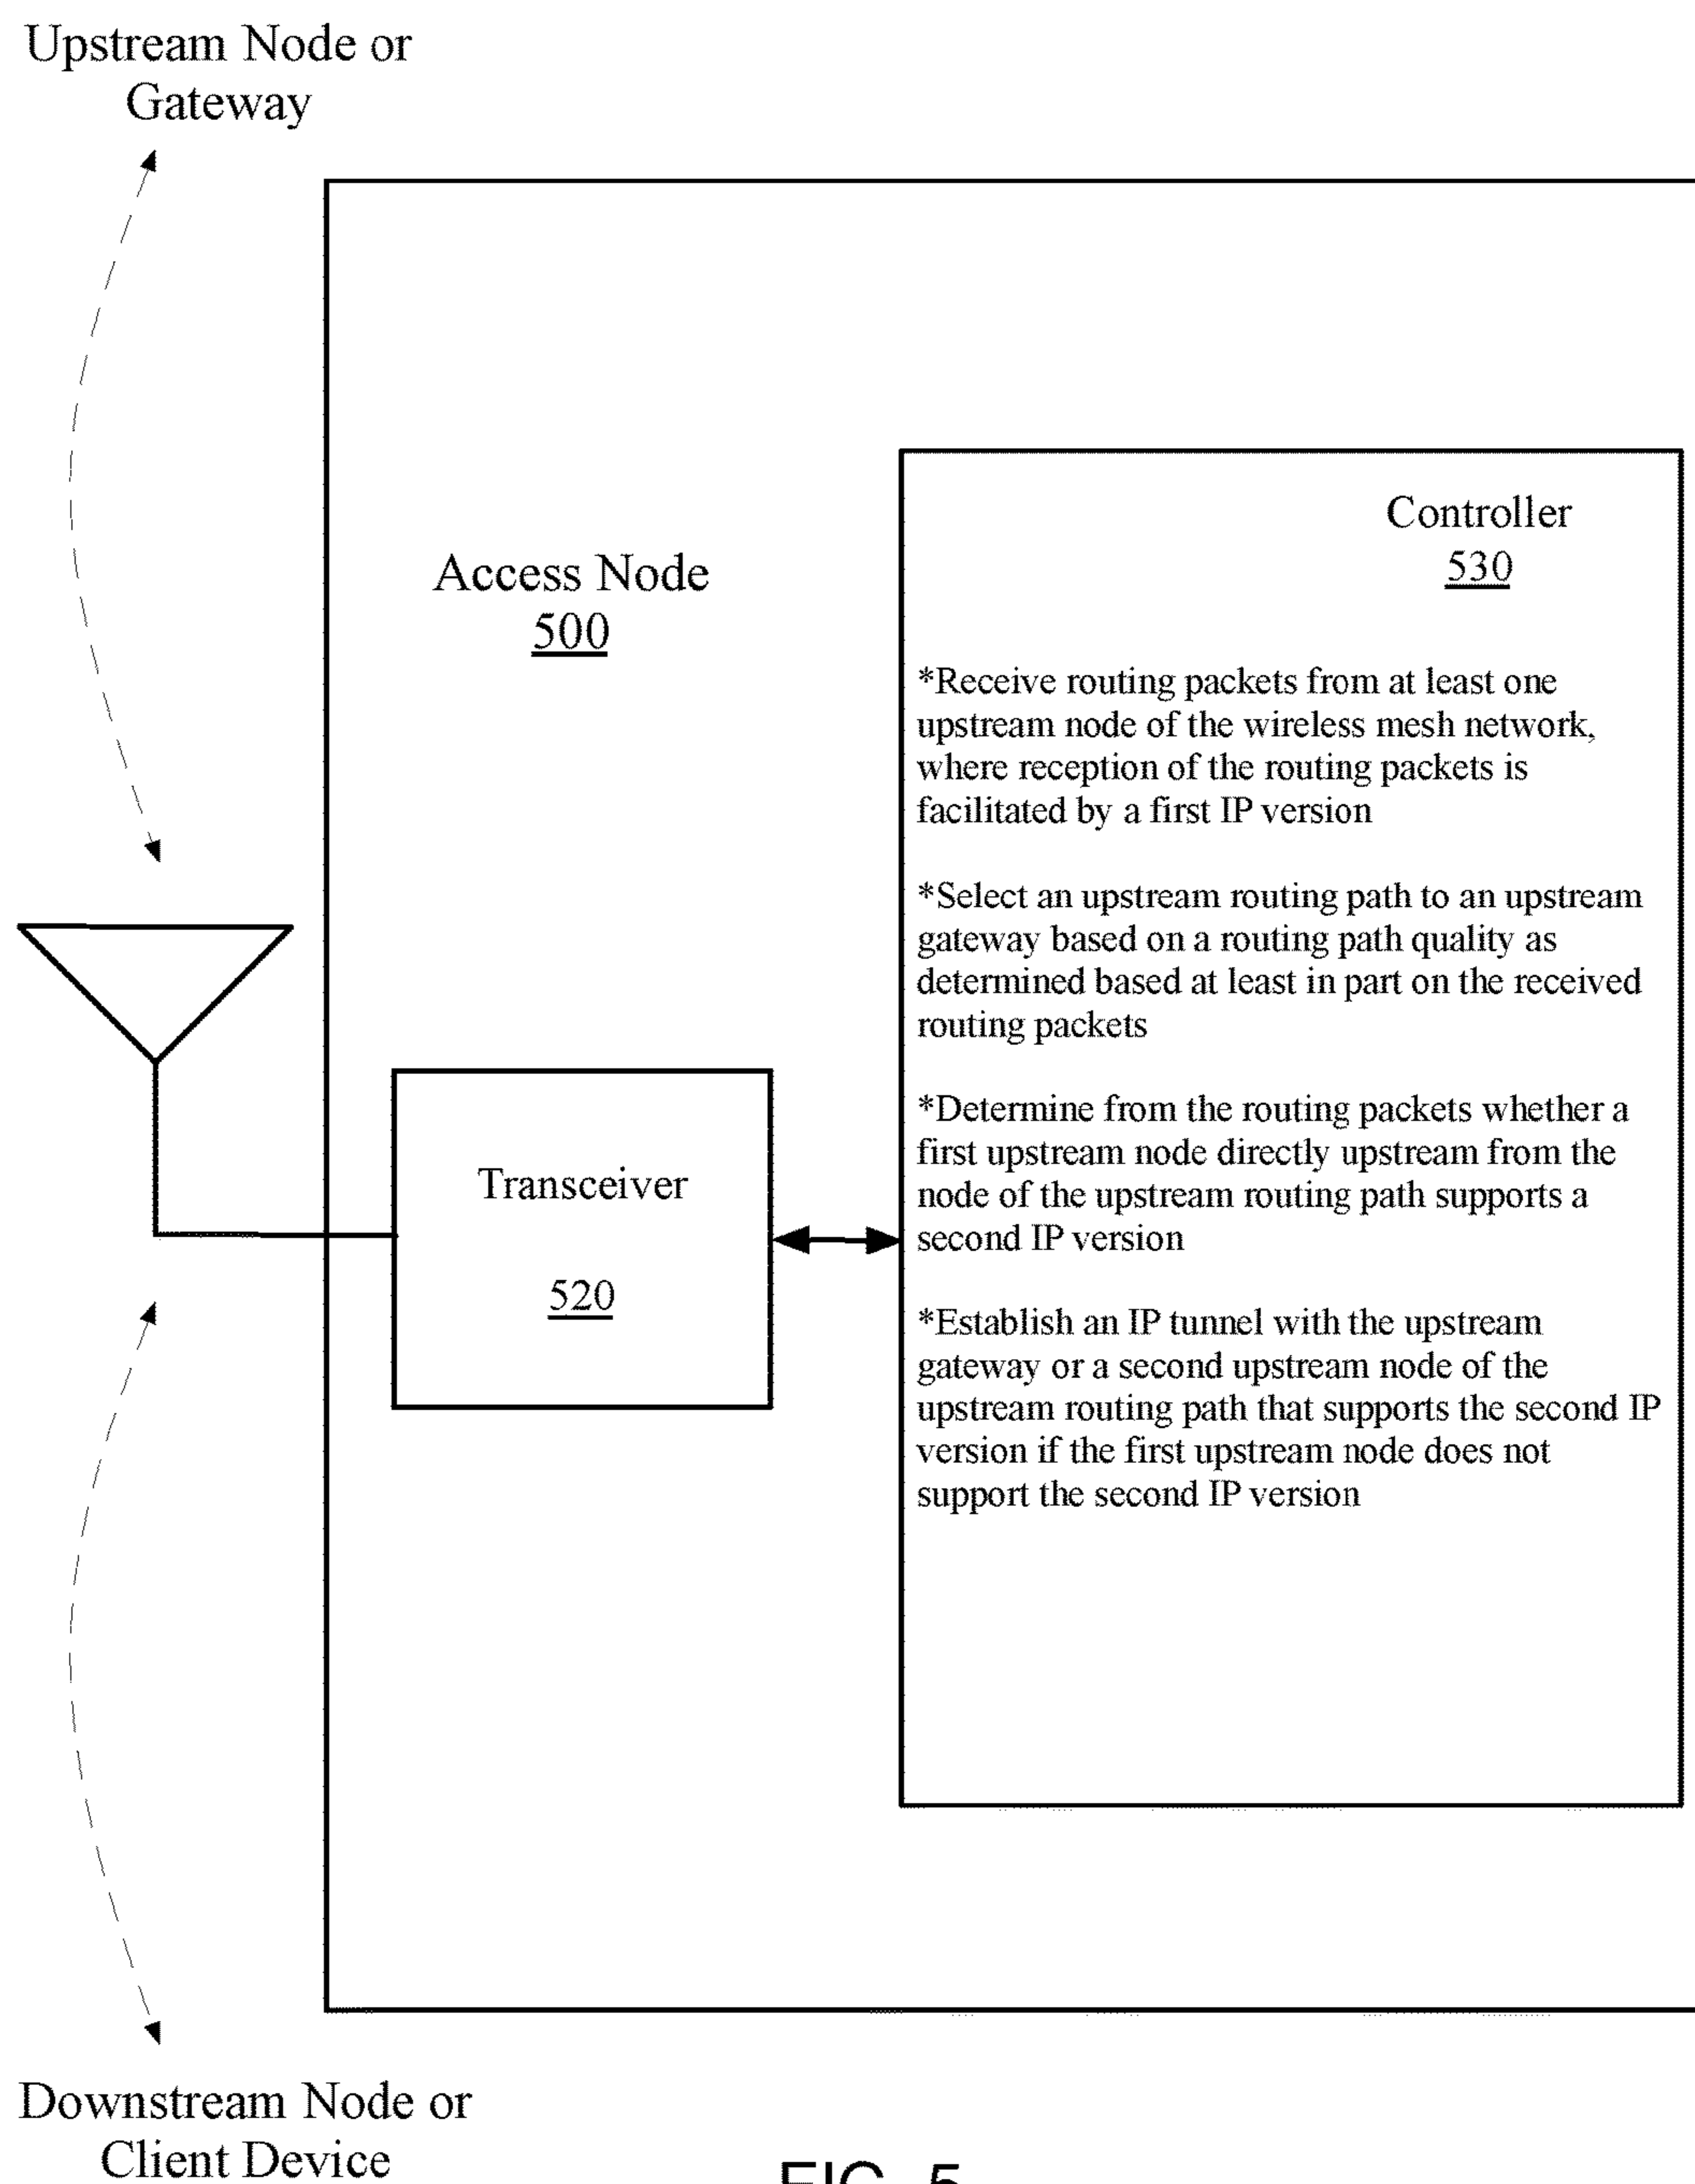 Upstream Node or
Gateway
Access Node
500
Controller
530
*Receive routing packets from at least one
upstream node of the wireless mesh network,
where reception of the routing packets is
facilitated by a first IP version
*Select an upstream routing path to an upstream
gateway based on a routing path quality as
determined based at least in part on the received
routing packets
*Determine from the routing packets whether a
first upstream node directly upstream from the
node of the upstream routing path supports a
second IP version
*Establish an IP tunnel with the upstream
gateway or a second upstream node of the
upstream routing path that supports the second IP
version if the first upstream node does not
support the second IP version
Transceiver
520
Downstream Node or
Client Device
FIG. 5